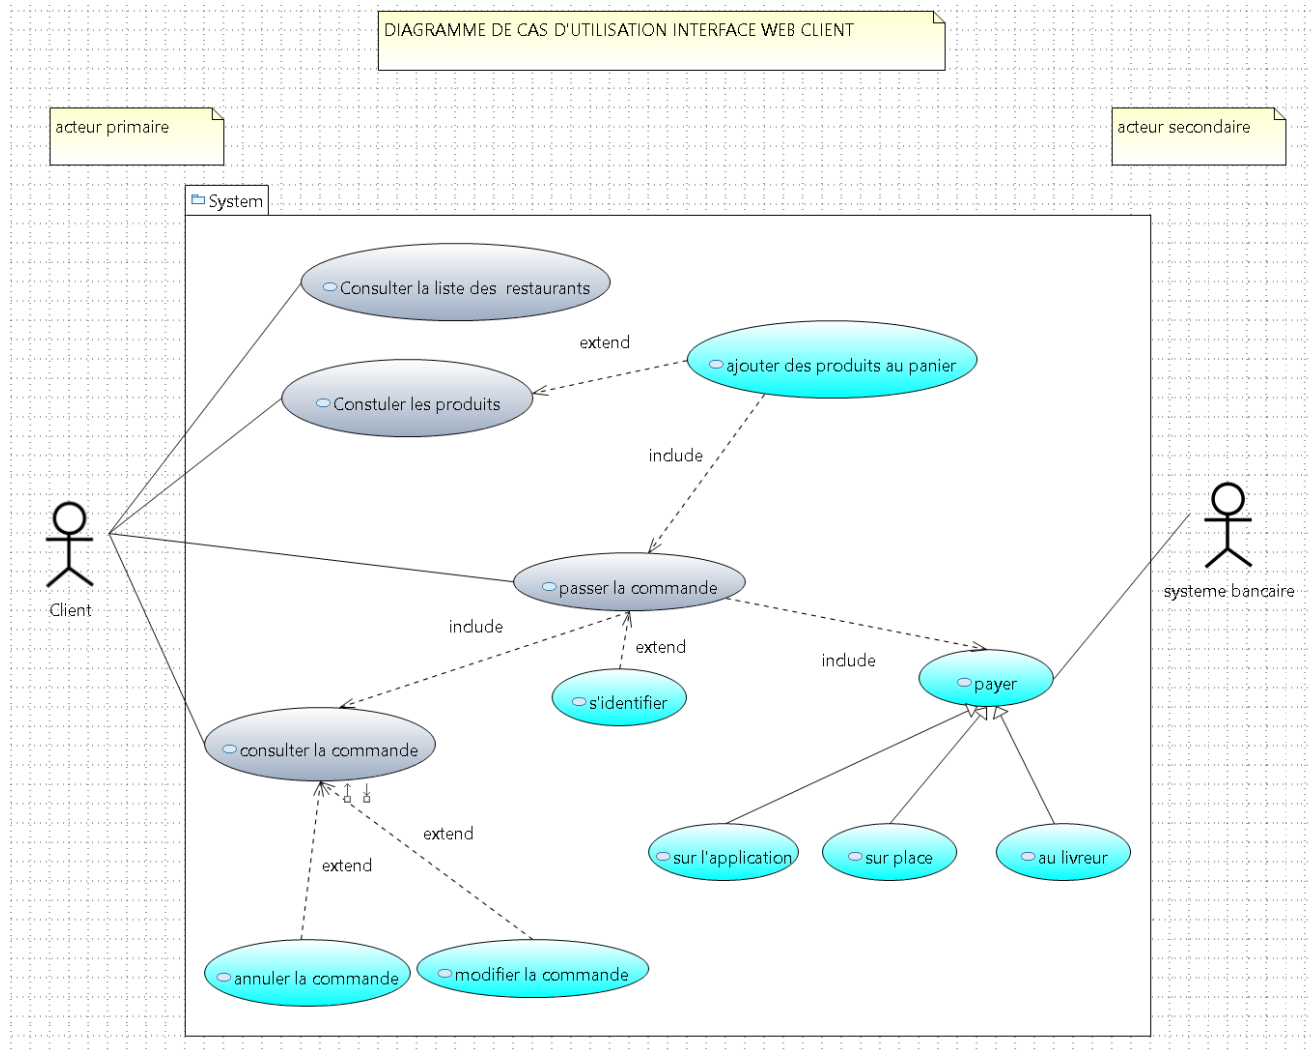 DIAGRAMME DE CAS D'UTILISATION INTERFACE WEB CLIENT
acteur primaire
acteur secondaire
System
Consulter la liste des restaurants
extend
ajouter des produits au panier
Constuler les produits
include
passer la commande
systeme bancaire
Client
include
extend
include
payer
s'identifier
consulter la commande
extend
sur l'application
sur place
au livreur
extend
annuler la commande
modifier la commande